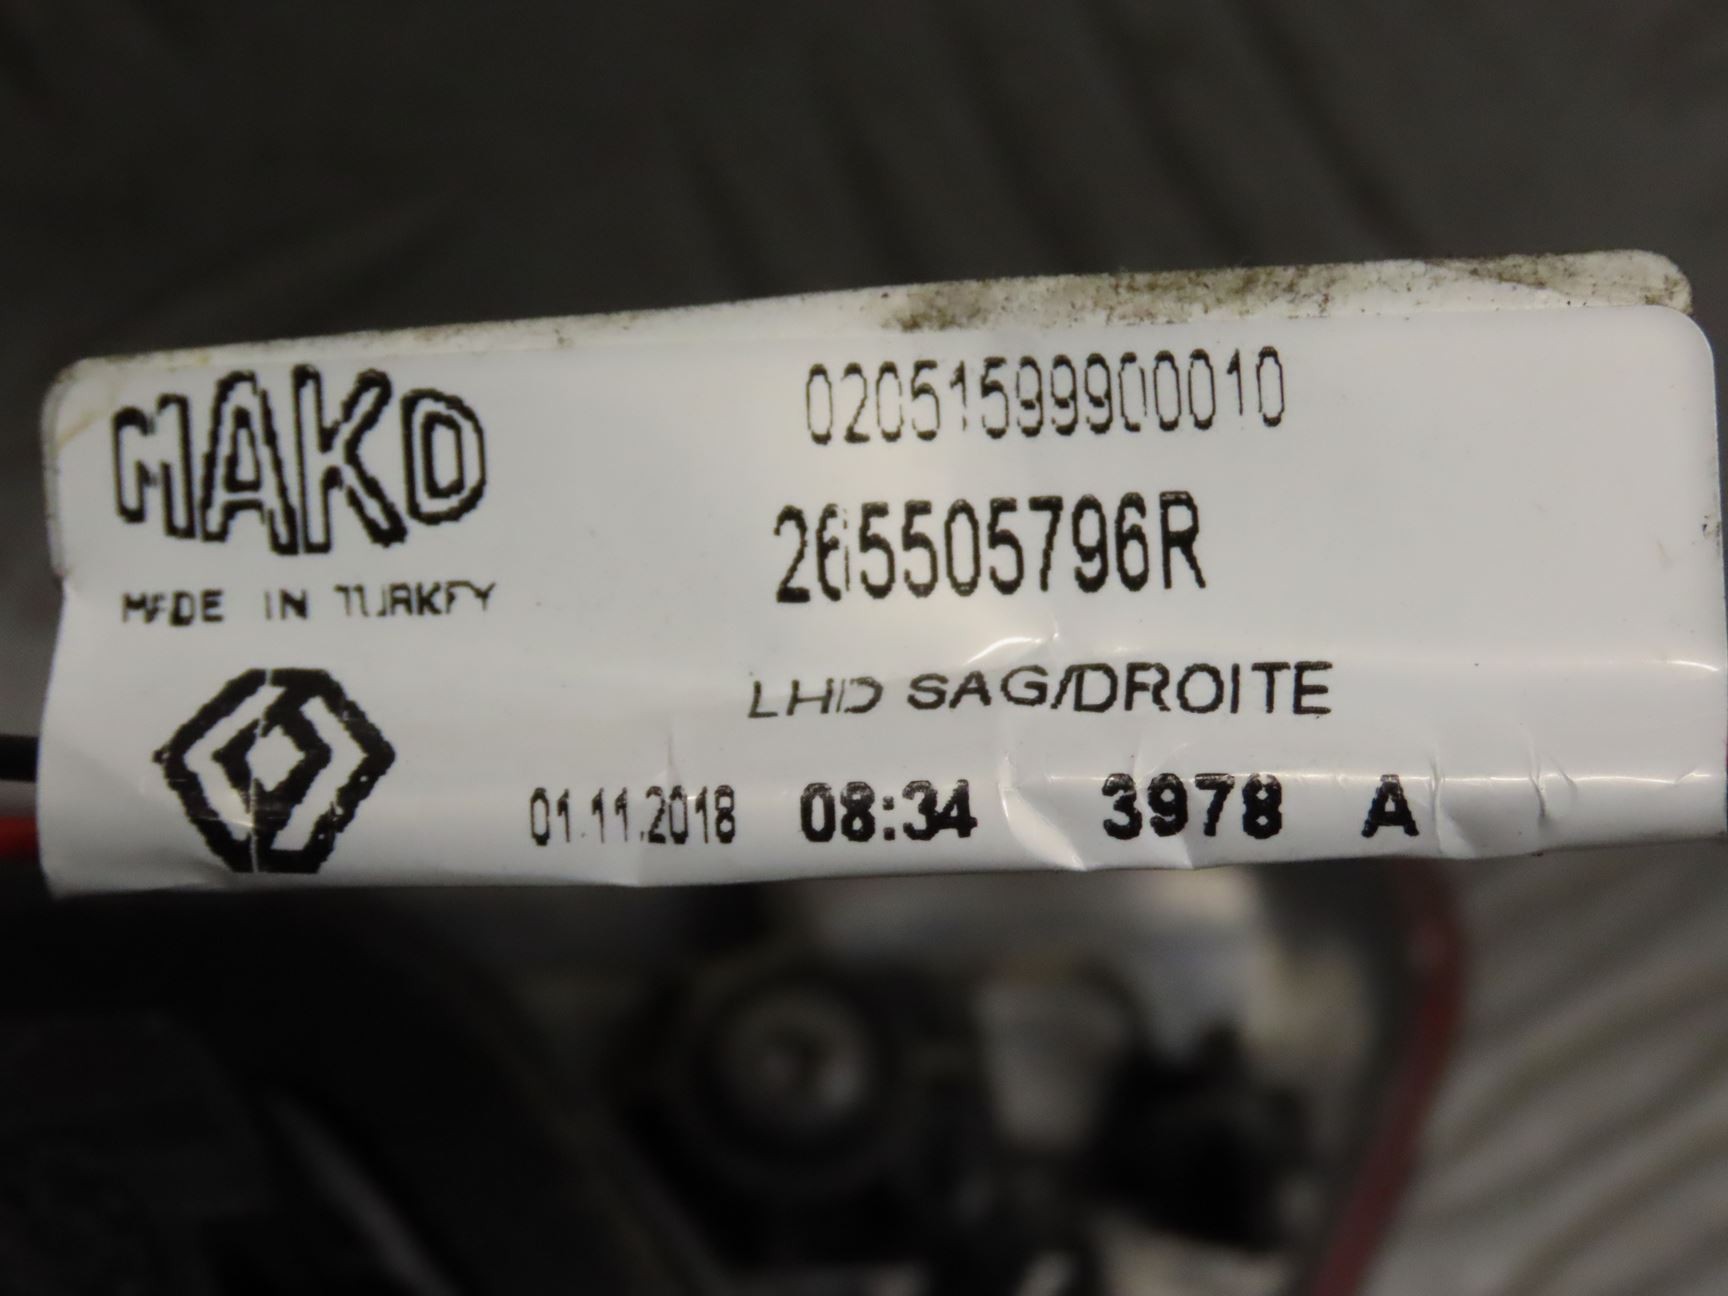 MAKO
02051599900010
265505796R
MADE IN TURKEY
LHD SAG/DROITE
01.11.2018 08:34 3978 A